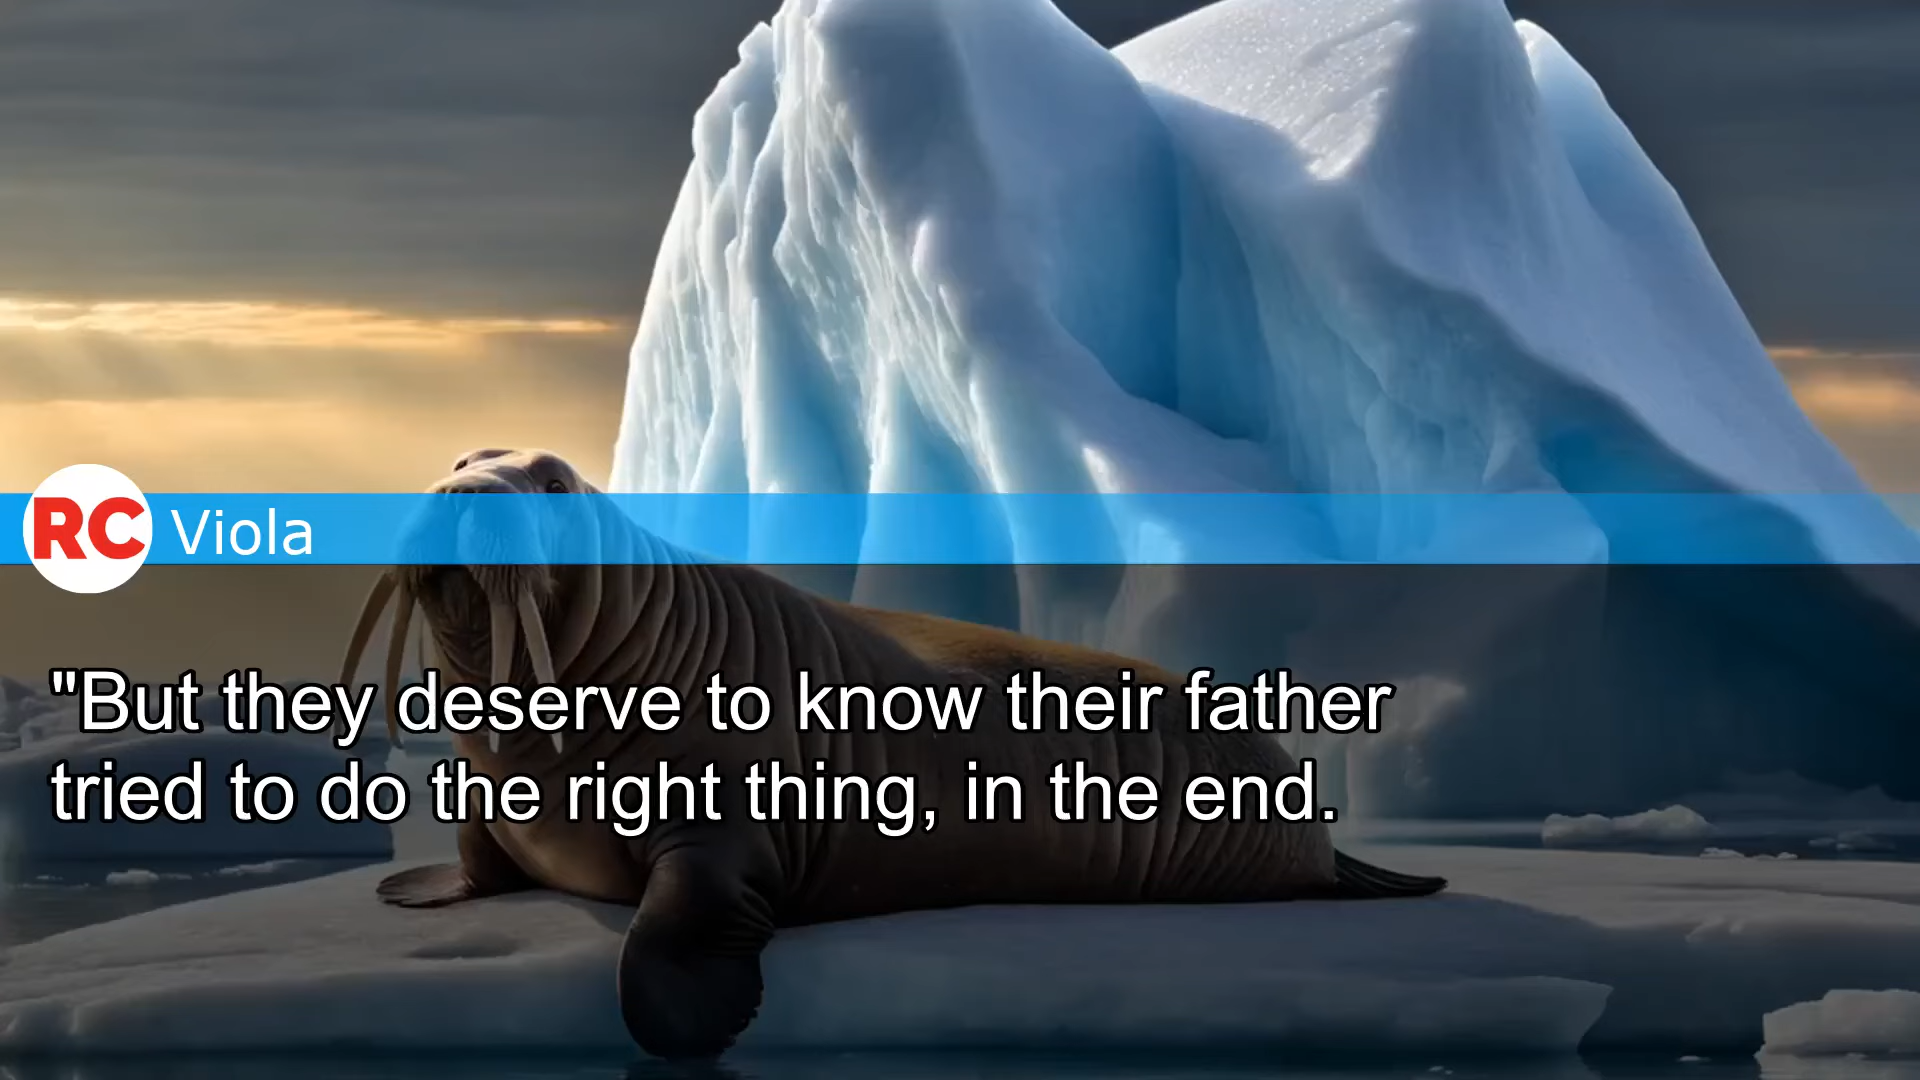 RC Viola
"But they deserve to know their father
tried to do the right thing, in the end.